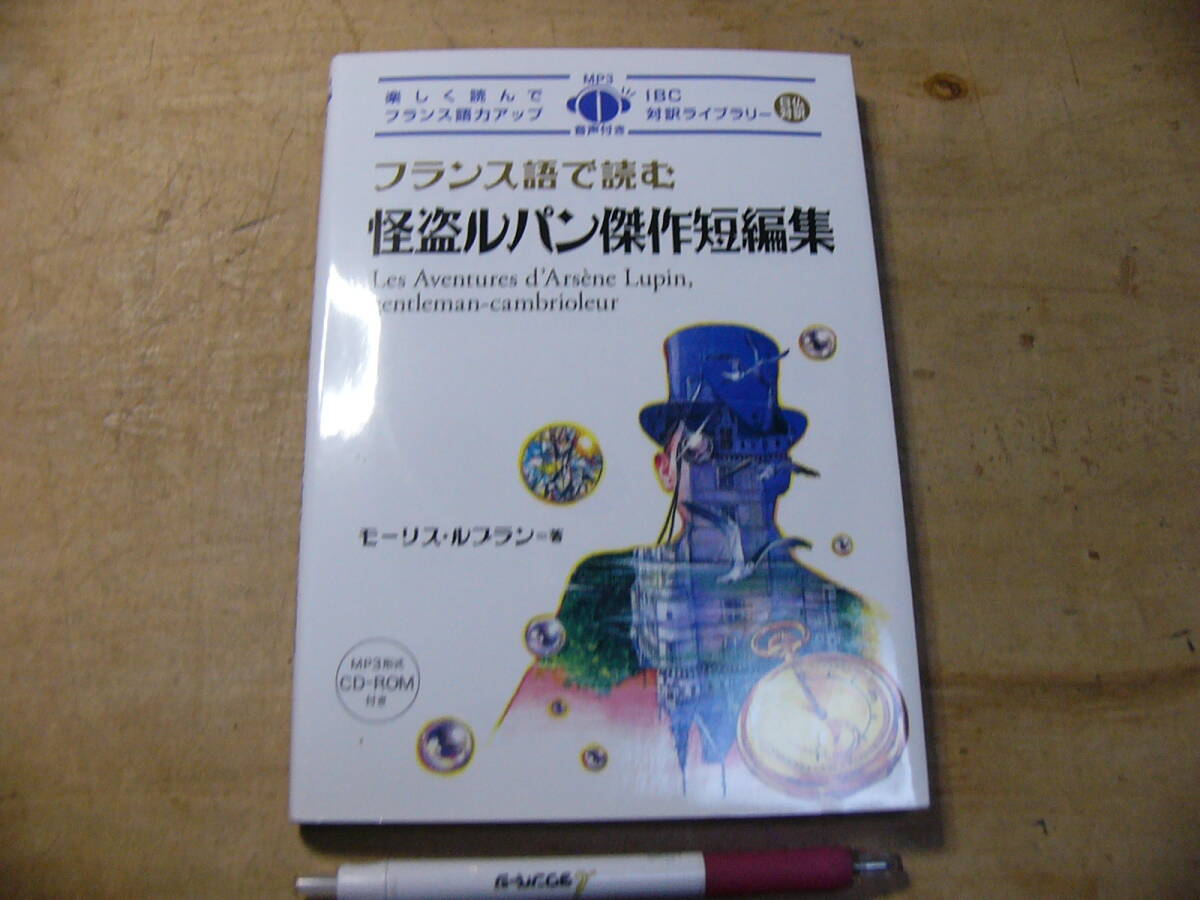 楽しく読んで
フランス語力アップ
MP3
音声付き
IBC
対訳ライブラリー
フランス語で読む
怪盗ルパン傑作短編集
Les Aventures d'Arsène Lupin,
gentleman-cambrioleur
モーリス・ルブラン=著
MP3形式
CD-ROM
付き